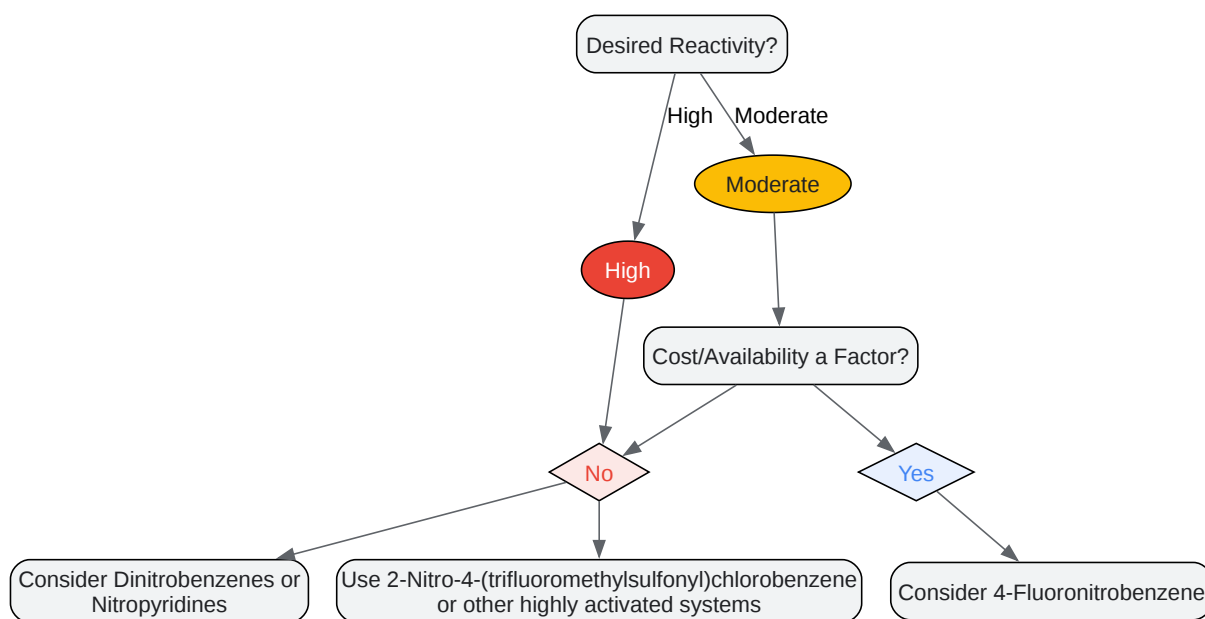 Desired Reactivity?
High
Moderate
Moderate
High
Cost/Availability a Factor?
No
Yes
Consider Dinitrobenzenes or
Nitropyridines
Use 2-Nitro-4-(trifluoromethylsulfonyl)chlorobenzene
or other highly activated systems
Consider 4-Fluoronitrobenzene